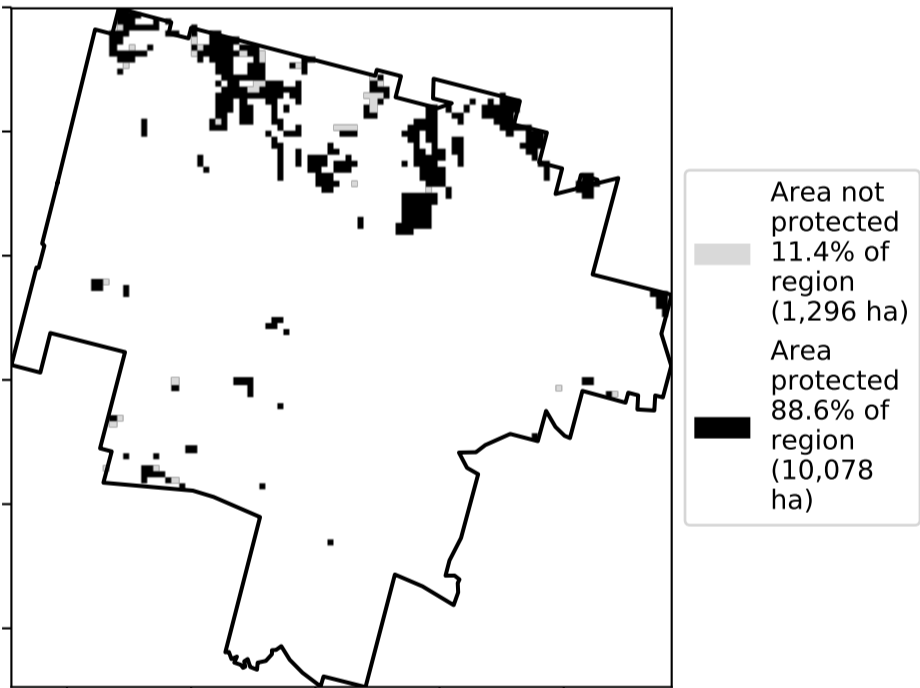 Area not
protected
11.4% of
region
(1,296 ha)
Area
protected
88.6% of
region
(10,078
ha)